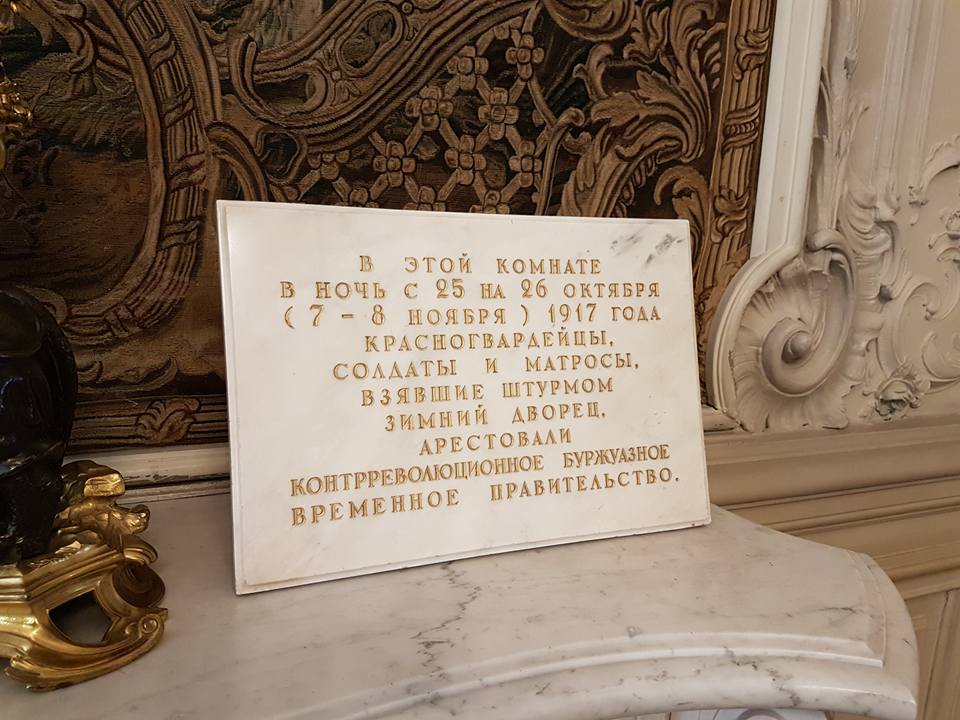 В ЭТОЙ КОМНАТЕ
В НОЧЬ С 25 НА 26 ОКТЯБРЯ
( 7 – 8 НОЯБРЯ ) 1917 ГОДА
КРАСНОГВАРДЕЙЦЫ,
СОЛДАТЫ И МАТРОСЫ,
ВЗЯВШИЕ ШТУРМОМ
ЗИМНИЙ ДВОРЕЦ,
АРЕСТОВАЛИ
КОНТРРЕВОЛЮЦИОННОЕ БУРЖУАЗНОЕ
ВРЕМЕННОЕ ПРАВИТЕЛЬСТВО.